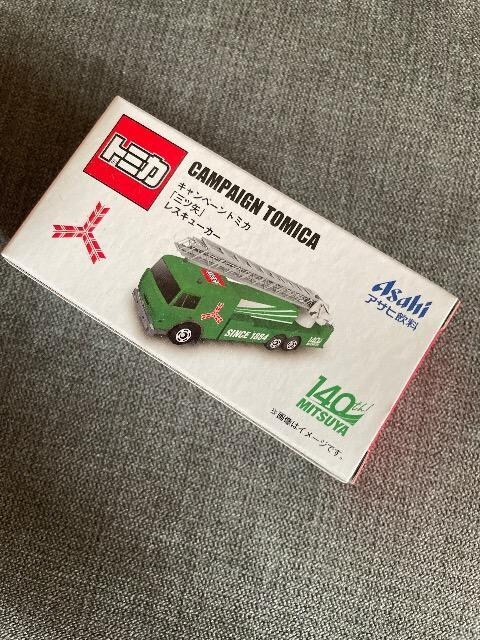 トミカ
CAMPAIGN TOMICA
キャンペーントミカ
「三ツ矢」
レスキューカー
SINCE 1884
Asahi
アサヒ飲料
140th!
MITSUYA
※画像はイメージです。